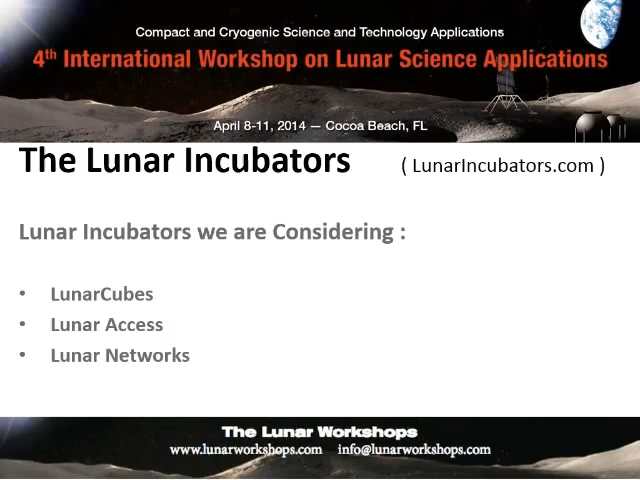 Compact and Cryogenic Science and Technology Applications
4th International Workshop on Lunar Science Applications
April 8-11, 2014 — Cocoa Beach, FL
The Lunar Incubators ( LunarIncubators.com )
Lunar Incubators we are Considering :
• LunarCubes
• Lunar Access
• Lunar Networks
The Lunar Workshops
www.lunarworkshops.com info@lunarworkshops.com